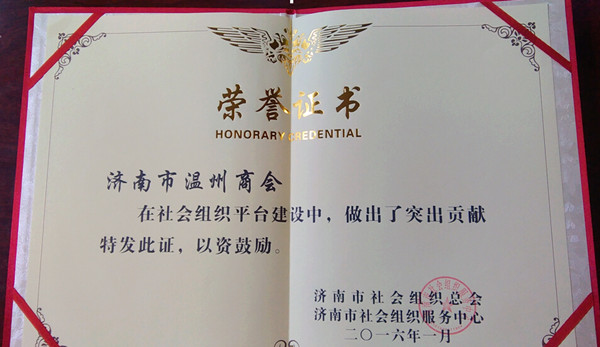 荣誉证书
HONORARY CREDENTIAL
济南市温州商会
在社会组织平台建设中，做出了突出贡献
特发此证，以资鼓励。
济南市社会组织总会
济南市社会组织服务中心
二〇一六年一月